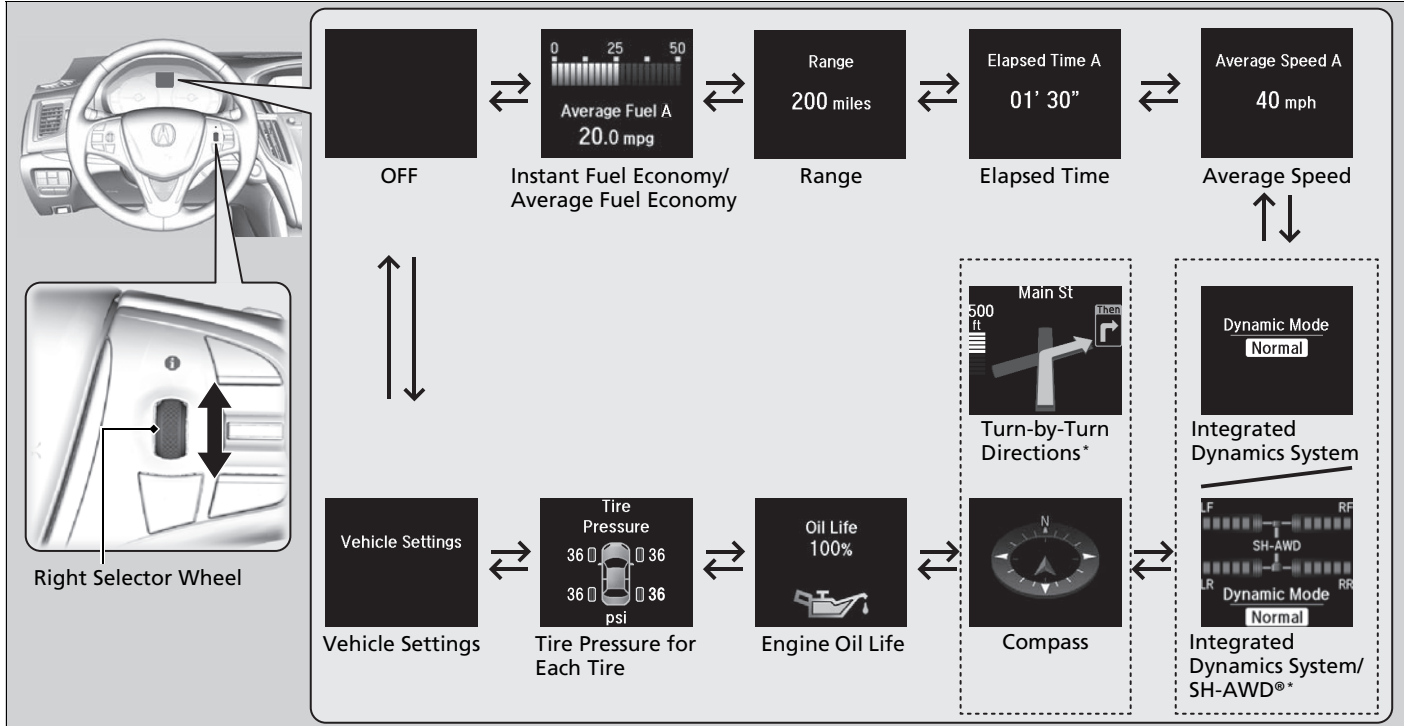 0 25 50
Average Fuel A
20.0 mpg
Range
200 miles
Elapsed Time A
01' 30"
Average Speed A
40 mph
OFF
Instant Fuel Economy/
Average Fuel Economy
Range
Elapsed Time
Average Speed
Main St
500
ft
Then
Turn-by-Turn
Directions*
Dynamic Mode
Normal
Integrated
Dynamics System
i
Right Selector Wheel
Vehicle Settings
Vehicle Settings
Tire
Pressure
36 36
36 36
psi
Tire Pressure for
Each Tire
Oil Life
100%
Engine Oil Life
N
Compass
LF RF
SH-AWD
LR RR
Dynamic Mode
Normal
Integrated
Dynamics System/
SH-AWD®*